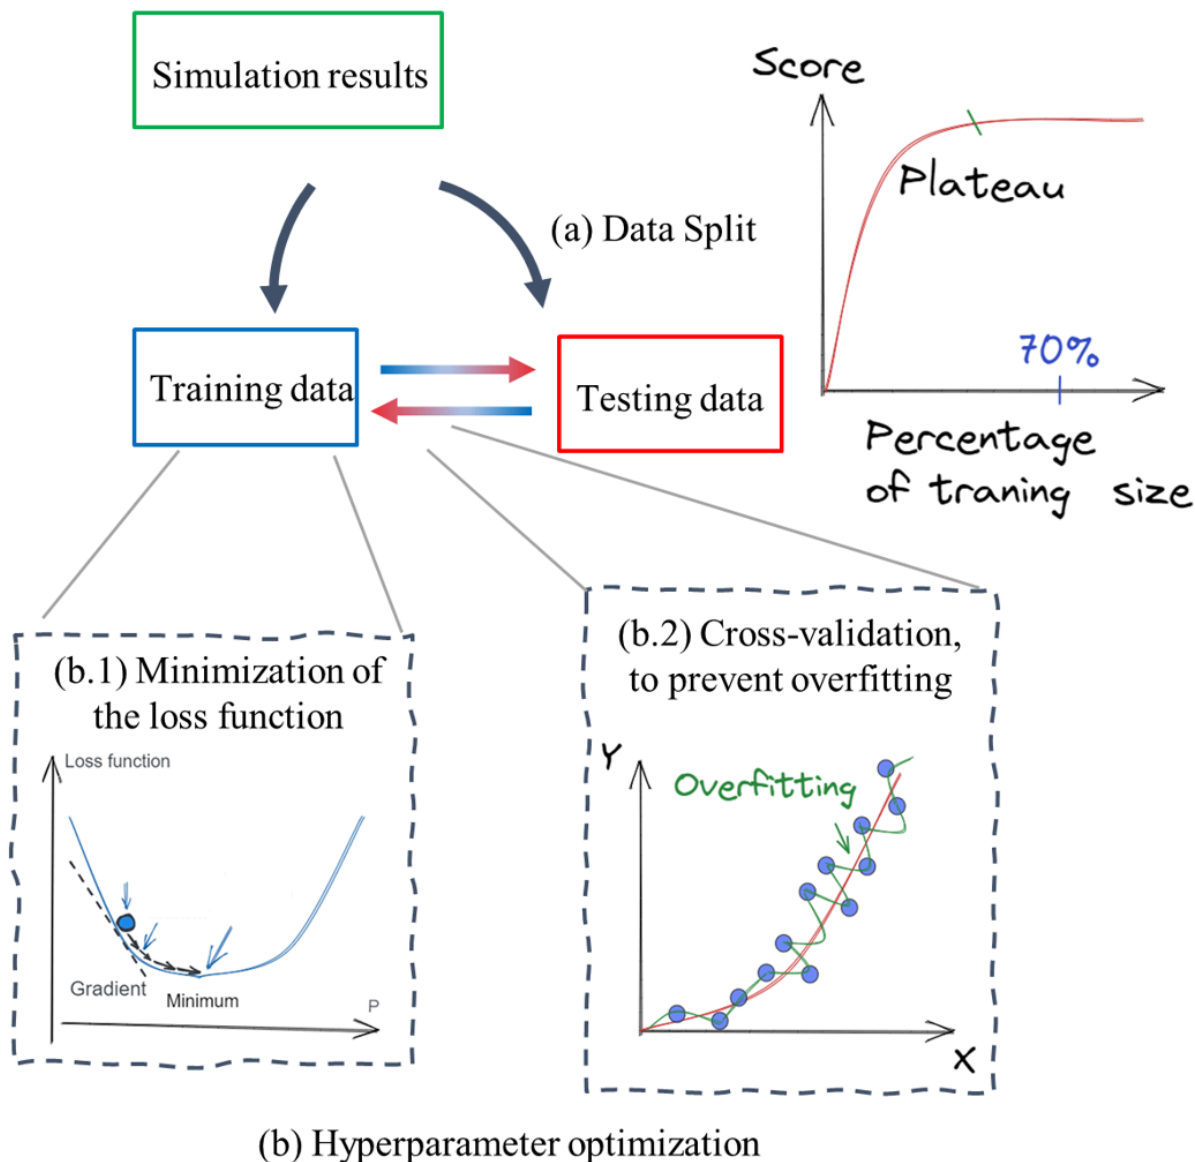 Simulation results
(a) Data Split
Training data
Testing data
Score
Plateau
70%
Percentage
of traning size
(b.1) Minimization of
the loss function
Loss function
Gradient
Minimum
P
(b.2) Cross-validation,
to prevent overfitting
Y
Overfitting
X
(b) Hyperparameter optimization